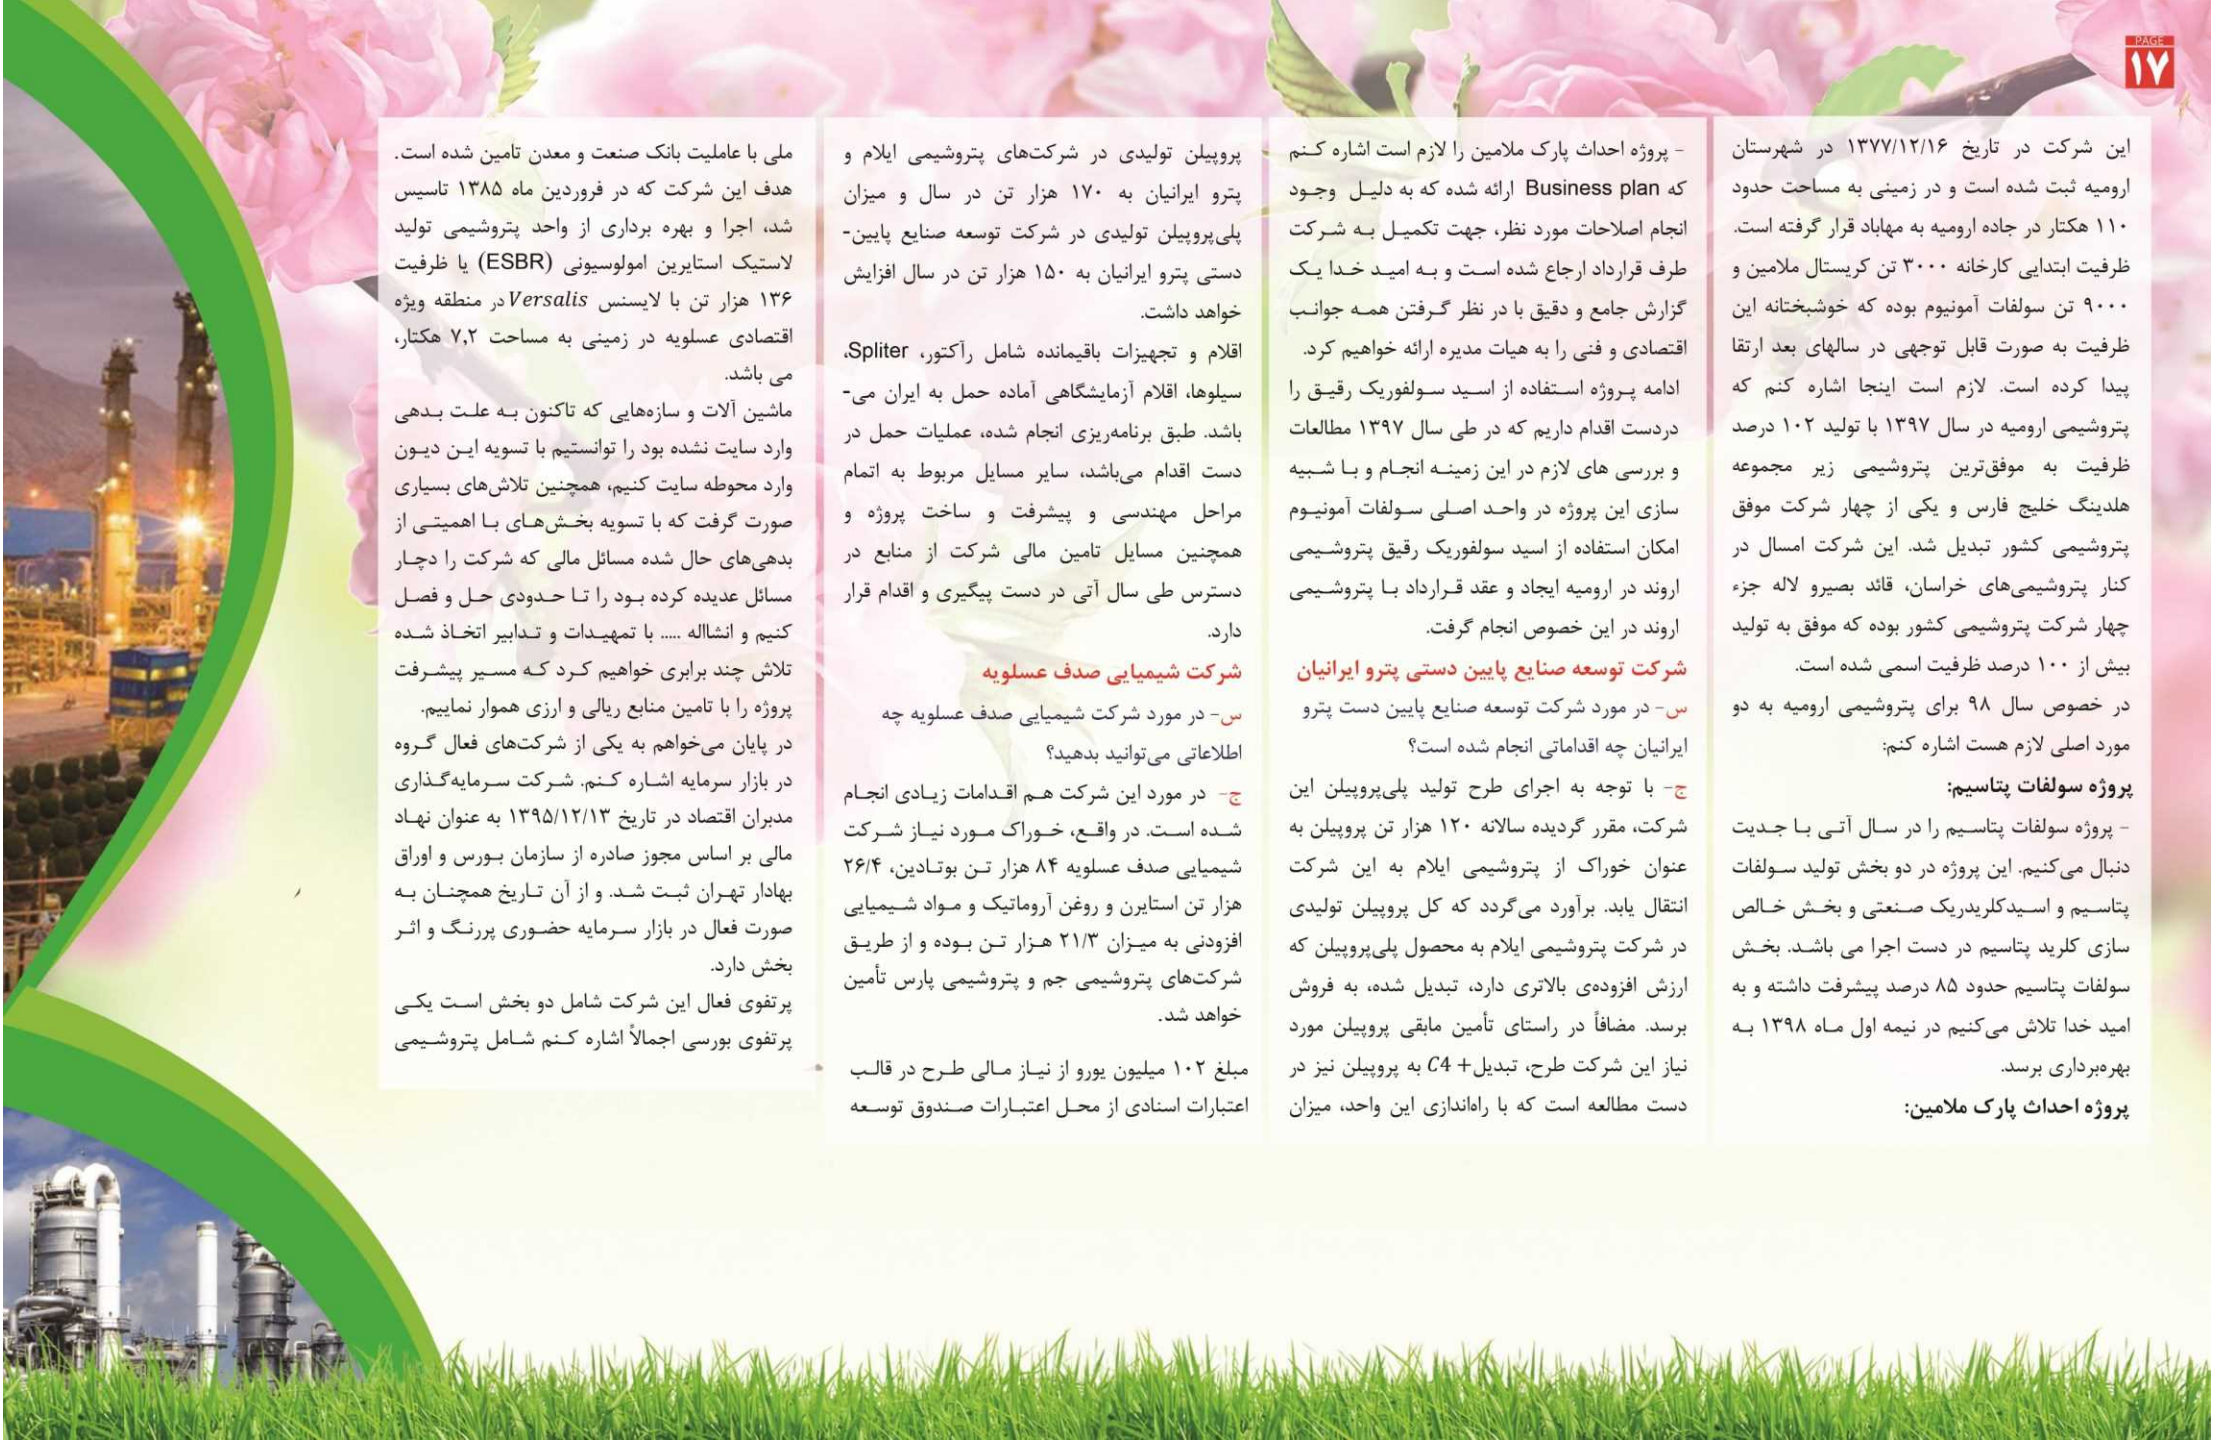 PAGE
۱۷
این شرکت در تاریخ ۱۳۷۷/۱۲/۱۶ در شهرستان
ارومیه ثبت شده است و در زمینی به مساحت حدود
۱۱۰ هکتار در جاده ارومیه به مهاباد قرار گرفته است.
ظرفیت ابتدایی کارخانه ۳۰۰۰ تن کریستال ملامین و
۹۰۰۰ تن سولفات آمونیوم بوده که خوشبختانه این
ظرفیت به صورت قابل توجهی در سالهای بعد ارتقا
پیدا کرده است. لازم است اینجا اشاره کنم که
پتروشیمی ارومیه در سال ۱۳۹۷ با تولید ۱۰۲ درصد
ظرفیت به موفق‌ترین پتروشیمی زیر مجموعه
هلدینگ خلیج فارس و یکی از چهار شرکت موفق
پتروشیمی کشور تبدیل شد. این شرکت امسال در
کنار پتروشیمی‌های خراسان، قائد بصیرو لاله جزء
چهار شرکت پتروشیمی کشور بوده که موفق به تولید
بیش از ۱۰۰ درصد ظرفیت اسمی شده است.
در خصوص سال ۹۸ برای پتروشیمی ارومیه به دو
مورد اصلی لازم هست اشاره کنم:
پروژه سولفات پتاسیم:
- پروژه سولفات پتاسیم را در سال آتی با جدیت
دنبال می‌کنیم. این پروژه در دو بخش تولید سولفات
پتاسیم و اسیدکلریدریک صنعتی و بخش خالص
سازی کلرید پتاسیم در دست اجرا می باشد. بخش
سولفات پتاسیم حدود ۸۵ درصد پیشرفت داشته و به
امید خدا تلاش می‌کنیم در نیمه اول ماه ۱۳۹۸ به
بهره‌برداری برسد.
پروژه احداث پارک ملامین:
- پروژه احداث پارک ملامین را لازم است اشاره کنم
که Business plan ارائه شده که به دلیل وجود
انجام اصلاحات مورد نظر، جهت تکمیل به شرکت
طرف قرارداد ارجاع شده است و به امید خدا یک
گزارش جامع و دقیق با در نظر گرفتن همه جوانب
اقتصادی و فنی را به هیات مدیره ارائه خواهیم کرد.
ادامه پروژه استفاده از اسید سولفوریک رقیق را
دردست اقدام داریم که در طی سال ۱۳۹۷ مطالعات
و بررسی های لازم در این زمینه انجام و با شبیه
سازی این پروژه در واحد اصلی سولفات آمونیوم
امکان استفاده از اسید سولفوریک رقیق پتروشیمی
اروند در ارومیه ایجاد و عقد قرارداد با پتروشیمی
اروند در این خصوص انجام گرفت.
شرکت توسعه صنایع پایین دستی پترو ایرانیان
س- در مورد شرکت توسعه صنایع پایین دست پترو
ایرانیان چه اقداماتی انجام شده است؟
ج- با توجه به اجرای طرح تولید پلی‌پروپیلن این
شرکت، مقرر گردیده سالانه ۱۲۰ هزار تن پروپیلن به
عنوان خوراک از پتروشیمی ایلام به این شرکت
انتقال یابد. برآورد می‌گردد که کل پروپیلن تولیدی
در شرکت پتروشیمی ایلام به محصول پلی‌پروپیلن که
ارزش افزوده‌ی بالاتری دارد، تبدیل شده، به فروش
برسد. مضافاً در راستای تأمین مابقی پروپیلن مورد
نیاز این شرکت طرح، تبدیل+ C4 به پروپیلن نیز در
دست مطالعه است که با راه‌اندازی این واحد، میزان
پروپیلن تولیدی در شرکت‌های پتروشیمی ایلام و
پترو ایرانیان به ۱۷۰ هزار تن در سال و میزان
پلی‌پروپیلن تولیدی در شرکت توسعه صنایع پایین-
دستی پترو ایرانیان به ۱۵۰ هزار تن در سال افزایش
خواهد داشت.
اقلام و تجهیزات باقیمانده شامل رآکتور، Spliter،
سیلوها، اقلام آزمایشگاهی آماده حمل به ایران می-
باشد. طبق برنامه‌ریزی انجام شده، عملیات حمل در
دست اقدام می‌باشد، سایر مسایل مربوط به اتمام
مراحل مهندسی و پیشرفت و ساخت پروژه و
همچنین مسایل تامین مالی شرکت از منابع در
دسترس طی سال آتی در دست پیگیری و اقدام قرار
دارد.
شرکت شیمیایی صدف عسلویه
س- در مورد شرکت شیمیایی صدف عسلویه چه
اطلاعاتی می‌توانید بدهید؟
ج- در مورد این شرکت هم اقدامات زیادی انجام
شده است. در واقع، خوراک مورد نیاز شرکت
شیمیایی صدف عسلویه ۸۴ هزار تن بوتادین، ۲۶/۴
هزار تن استایرن و روغن آروماتیک و مواد شیمیایی
افزودنی به میزان ۲۱/۳ هزار تن بوده و از طریق
شرکت‌های پتروشیمی جم و پتروشیمی پارس تأمین
خواهد شد.
مبلغ ۱۰۲ میلیون یورو از نیاز مالی طرح در قالب
اعتبارات اسنادی از محل اعتبارات صندوق توسعه
ملی با عاملیت بانک صنعت و معدن تامین شده است.
هدف این شرکت که در فروردین ماه ۱۳۸۵ تاسیس
شد، اجرا و بهره برداری از واحد پتروشیمی تولید
لاستیک استایرین امولوسیونی (ESBR) یا ظرفیت
۱۳۶ هزار تن با لایسنس Versalis در منطقه ویژه
اقتصادی عسلویه در زمینی به مساحت ۷,۲ هکتار،
می باشد.
ماشین آلات و سازه‌هایی که تاکنون به علت بدهی
وارد سایت نشده بود را توانستیم با تسویه این دیون
وارد محوطه سایت کنیم، همچنین تلاش‌های بسیاری
صورت گرفت که با تسویه بخش‌های با اهمیتی از
بدهی‌های حال شده مسائل مالی که شرکت را دچار
مسائل عدیده کرده بود را تا حدودی حل و فصل
کنیم و انشااله ..... با تمهیدات و تدابیر اتخاذ شده
تلاش چند برابری خواهیم کرد که مسیر پیشرفت
پروژه را با تامین منابع ریالی و ارزی هموار نماییم.
در پایان می‌خواهم به یکی از شرکت‌های فعال گروه
در بازار سرمایه اشاره کنم. شرکت سرمایه‌گذاری
مدبران اقتصاد در تاریخ ۱۳۹۵/۱۲/۱۳ به عنوان نهاد
مالی بر اساس مجوز صادره از سازمان بورس و اوراق
بهادار تهران ثبت شد. و از آن تاریخ همچنان به
صورت فعال در بازار سرمایه حضوری پررنگ و اثر
بخش دارد.
پرتفوی فعال این شرکت شامل دو بخش است یکی
پرتفوی بورسی اجمالاً اشاره کنم شامل پتروشیمی